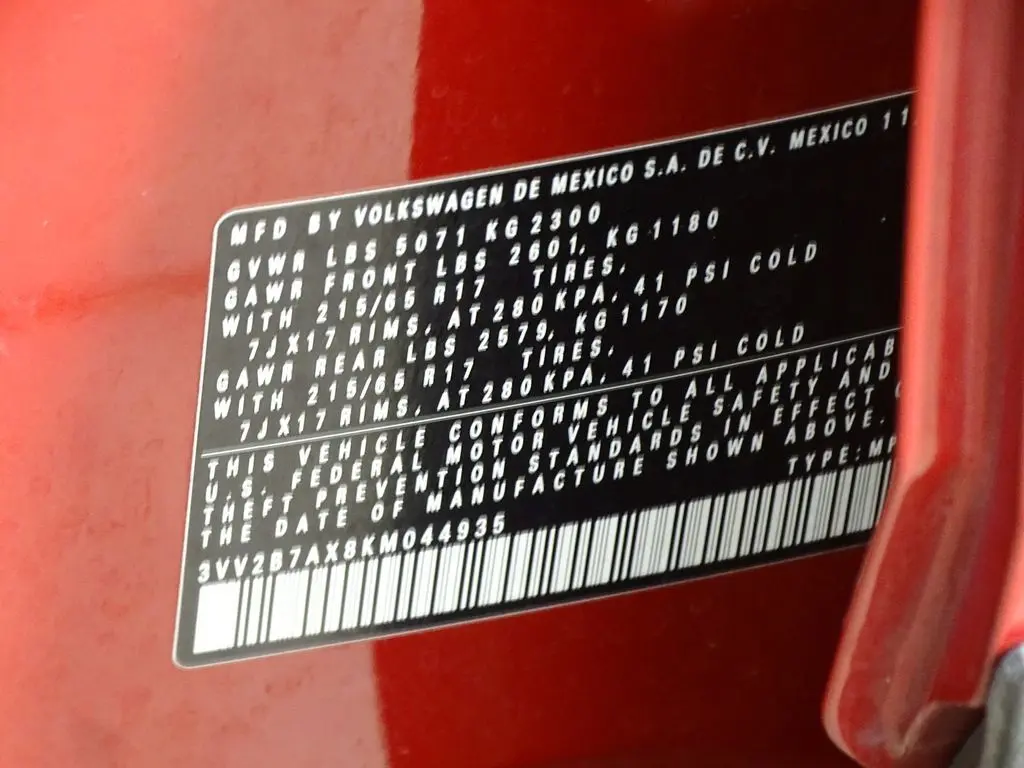 MFD BY VOLKSWAGEN DE MEXICO S.A. DE C.V. MEXICO 11
GVWR LBS 5071 KG 2300
GAWR FRONT LBS 2601, KG 1180
WITH 215/65 R17 TIRES,
7JX17 RIMS, AT 280 KPA, 41 PSI COLD
GAWR REAR LBS 2579, KG 1170
WITH 215/65 R17 TIRES,
7JX17 RIMS, AT 280 KPA, 41 PSI COLD
THIS VEHICLE CONFORMS TO ALL APPLICAB
U.S. FEDERAL MOTOR VEHICLE SAFETY AND
THEFT PREVENTION STANDARDS IN EFFECT
THE DATE OF MANUFACTURE SHOWN ABOVE.
TYPE: MP
3VV2B7AX8KM044935